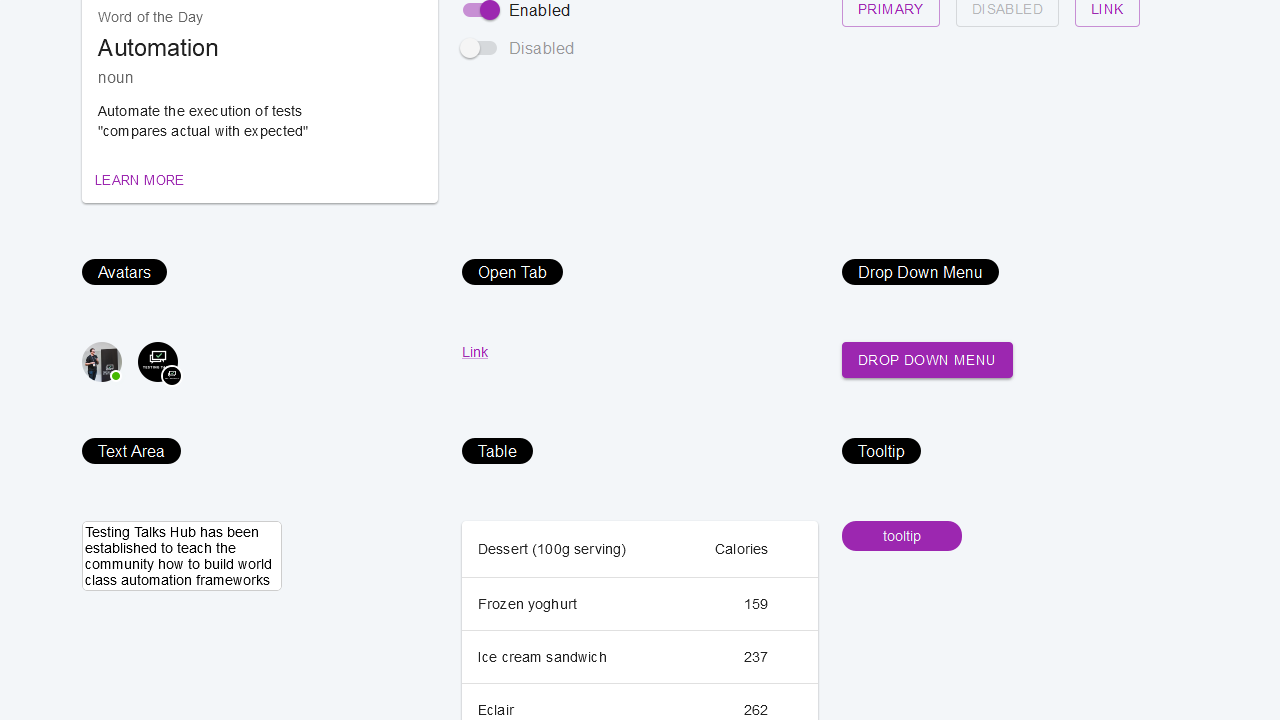 Word of the Day
Automation
noun
Automate the execution of tests
"compares actual with expected"
LEARN MORE
Enabled
Disabled
PRIMARY
DISABLED
LINK
Avatars
Open Tab
Link
Drop Down Menu
DROP DOWN MENU
Text Area
Testing Talks Hub has been
established to teach the
community how to build world
class automation frameworks
Table
Dessert (100g serving) Calories
Frozen yoghurt 159
Ice cream sandwich 237
Eclair 262
Tooltip
tooltip